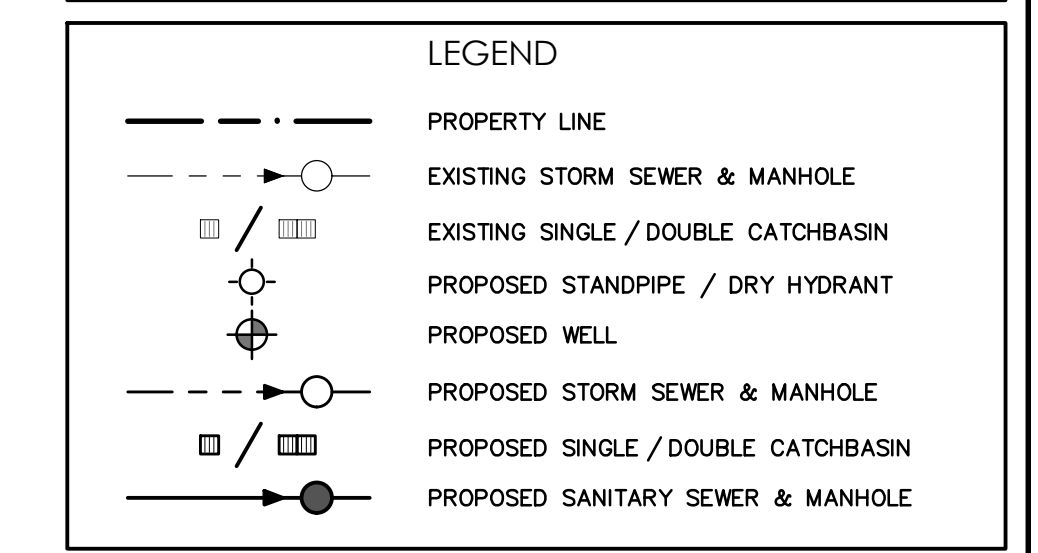 LEGEND
PROPERTY LINE
EXISTING STORM SEWER & MANHOLE
EXISTING SINGLE / DOUBLE CATCHBASIN
PROPOSED STANDPIPE / DRY HYDRANT
PROPOSED WELL
PROPOSED STORM SEWER & MANHOLE
PROPOSED SINGLE / DOUBLE CATCHBASIN
PROPOSED SANITARY SEWER & MANHOLE